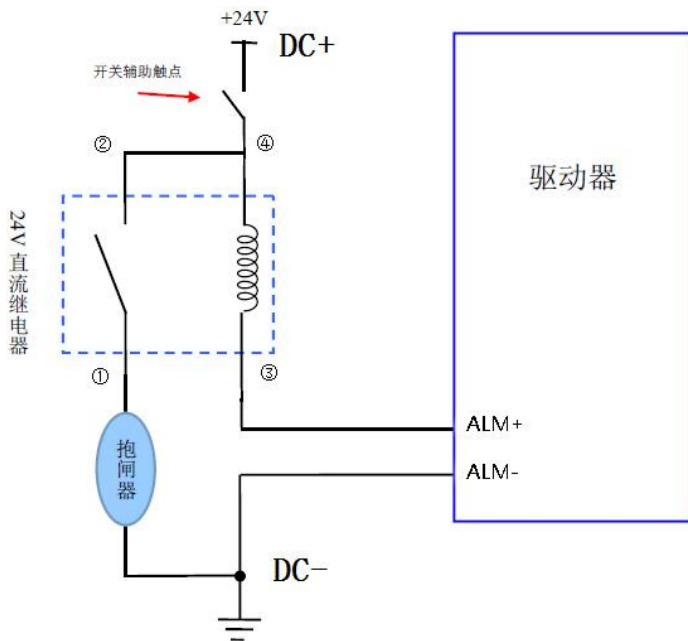 +24V
DC+
开关辅助触点
②
④
驱动器
24V 直流继电器
①
③
ALM+
抱闸器
ALM-
DC-